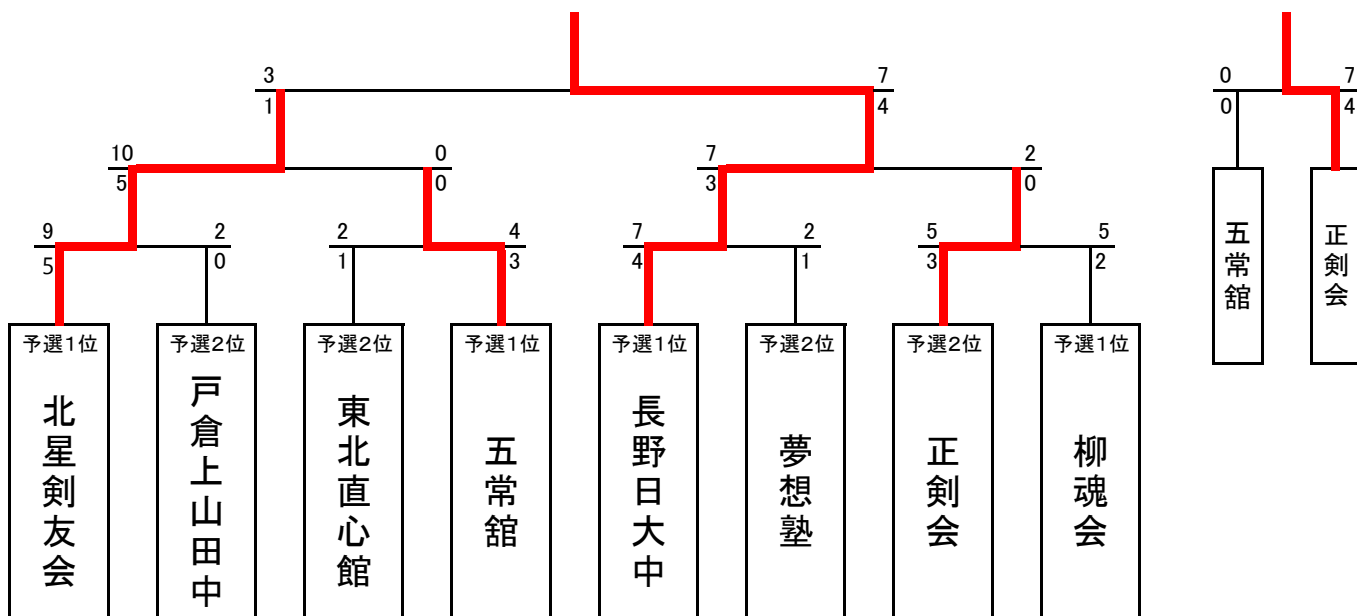 3 7 0 7
1 4 0 4
10 0 7 2
5 0 3 0
9 2 2 4 7 2 5 5
5 0 1 3 4 1 3 2
予選1位 予選2位 予選2位 予選1位 予選1位 予選2位 予選2位 予選1位
北星剣友会
戸倉上山田中
東北直心館
五常舘
長野日大中
夢想塾
正剣会
柳魂会
五常舘
正剣会